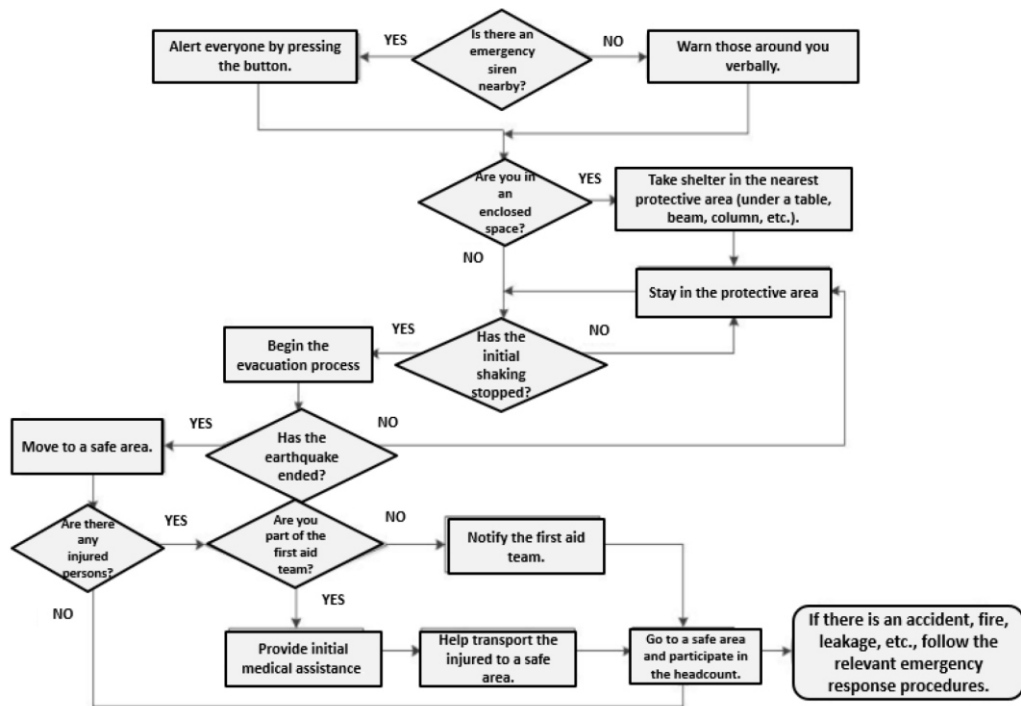 Is there an
emergency
siren
nearby?
YES
NO
Alert everyone by pressing
the button.
Warn those around you
verbally.
Are you in
an
enclosed
space?
YES
NO
Take shelter in the nearest
protective area (under a table,
beam, column, etc.).
Stay in the protective area
Has the
initial
shaking
stopped?
YES
NO
Begin the
evacuation process
Has the
earthquake
ended?
YES
NO
Move to a safe area.
Are there
any
injured
persons?
YES
NO
Are you
part of the
first aid
team?
NO
YES
Notify the first aid
team.
Provide initial
medical assistance
Help transport the
injured to a safe
area.
Go to a safe area
and participate in
the headcount.
If there is an accident, fire,
leakage, etc., follow the
relevant emergency
response procedures.